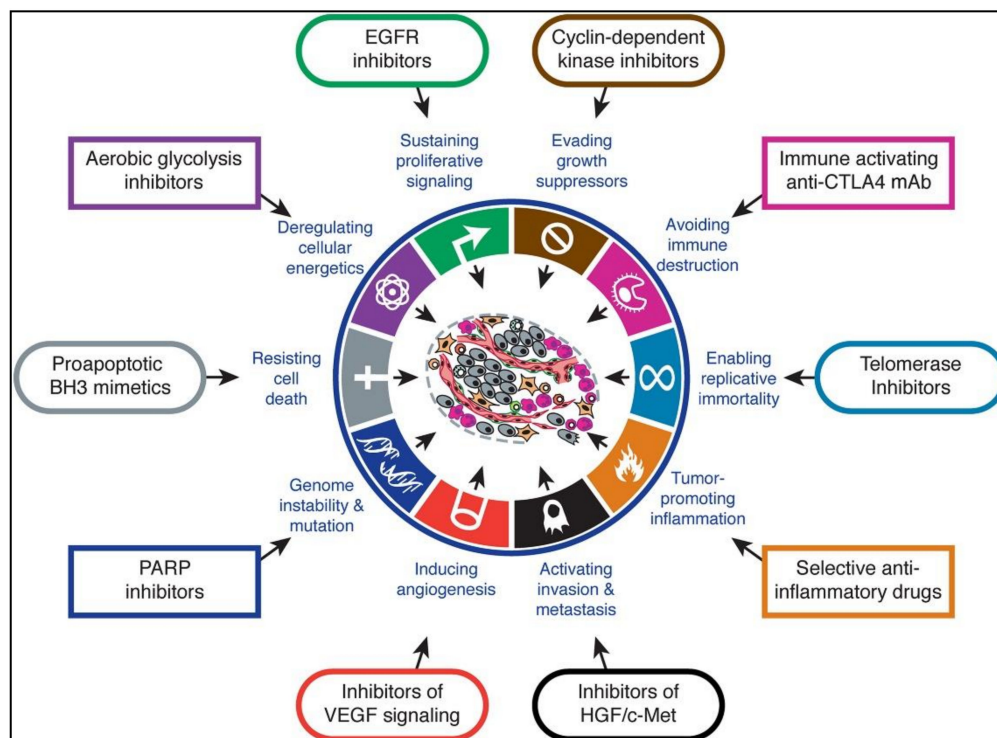 EGFR
inhibitors
Cyclin-dependent
kinase inhibitors
Sustaining
proliferative
signaling
Evading
growth
suppressors
Aerobic glycolysis
inhibitors
Immune activating
anti-CTLA4 mAb
Deregulating
cellular
energetics
Avoiding
immune
destruction
Proapoptotic
BH3 mimetics
Resisting
cell
death
Enabling
replicative
immortality
Telomerase
Inhibitors
Genome
instability &
mutation
Tumor-
promoting
inflammation
PARP
inhibitors
Inducing
angiogenesis
Activating
invasion &
metastasis
Selective anti-
inflammatory drugs
Inhibitors of
VEGF signaling
Inhibitors of
HGF/c-Met